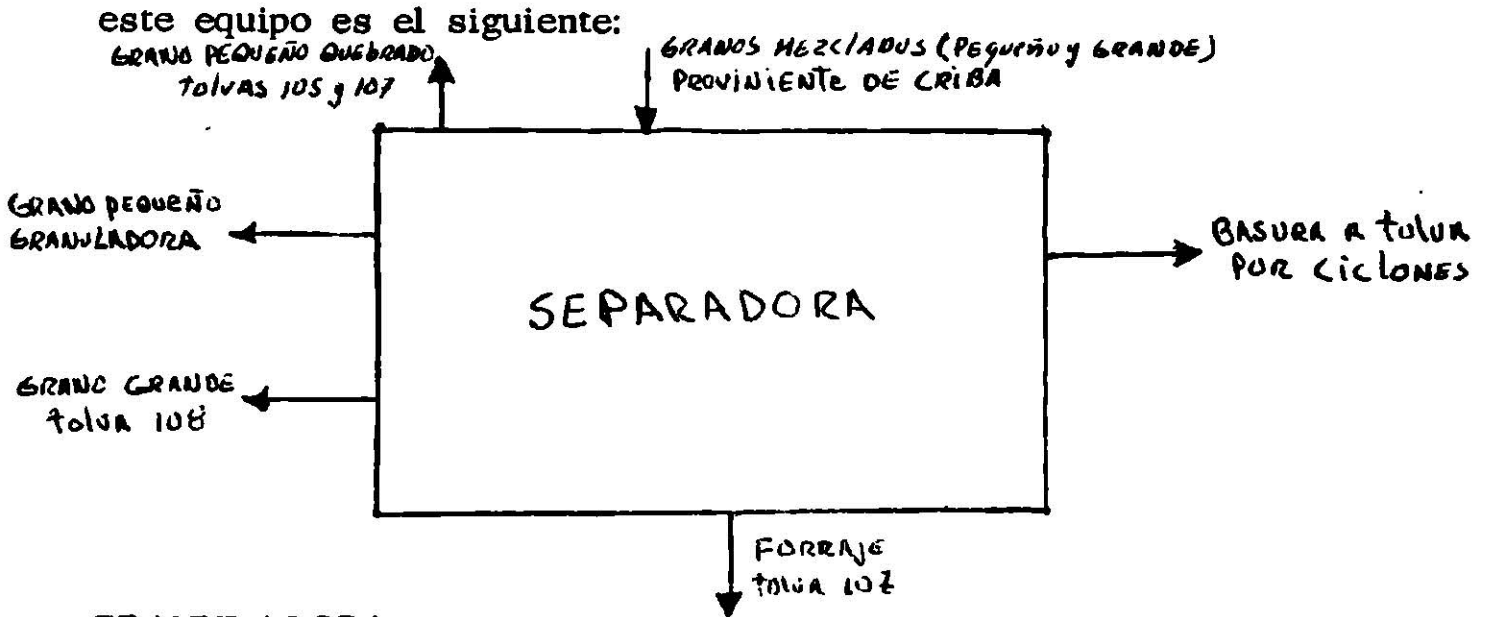 este equipo es el siguiente:
GRANO PEQUEÑO QUEBRADO
tolvAS 105 y 107
GRANOS MEZCLADOS (PEQUEÑO y GRANDE)
PROVINIENTE DE CRIBA
GRANO PEQUEÑO
GRANULADORA
BASURA A tolva
POR CICLONES
SEPARADORA
GRANO GRANDE
tolva 108
FORRAJE
tolva 107